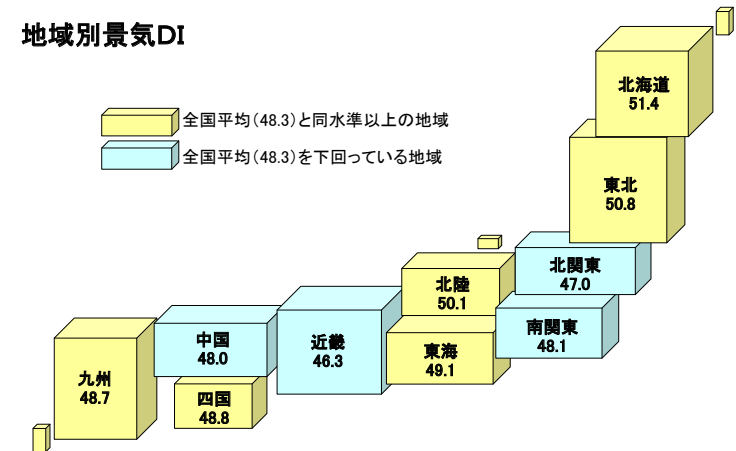 地域別景気DI
全国平均(48.3)と同水準以上の地域
全国平均(48.3)を下回っている地域
北海道
51.4
東北
50.8
北関東
47.0
北陸
50.1
南関東
48.1
東海
49.1
近畿
46.3
中国
48.0
四国
48.8
九州
48.7